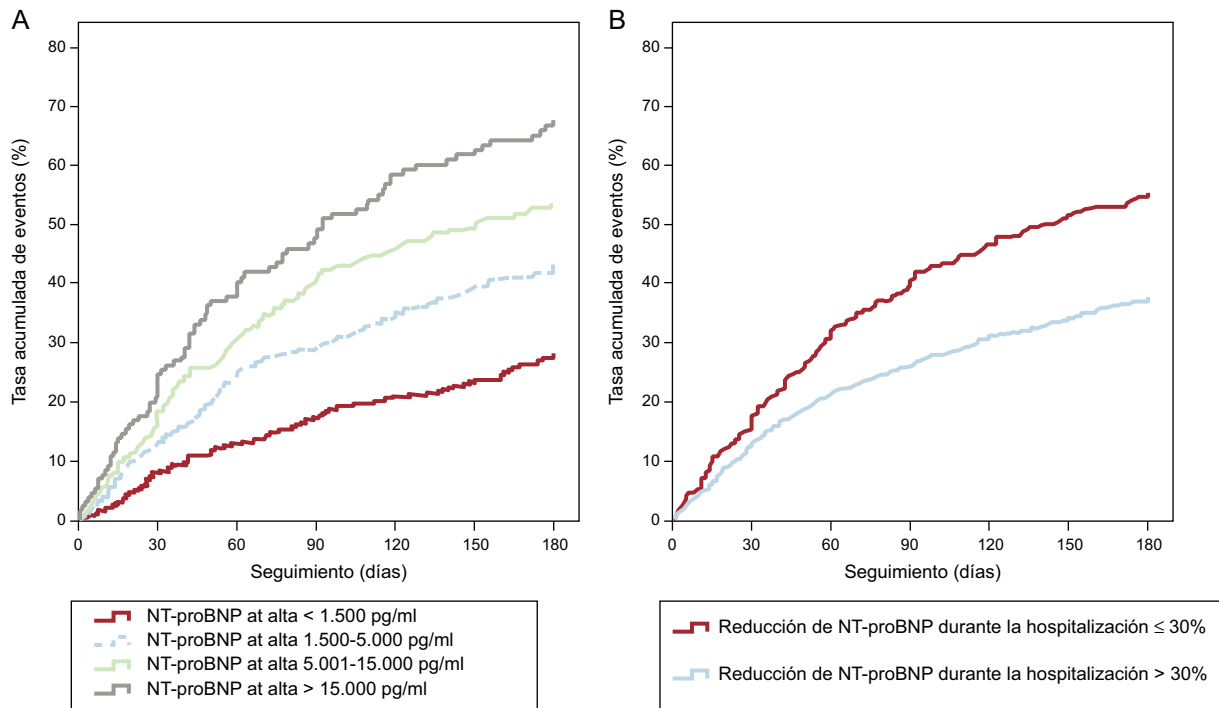 A
Tasa acumulada de eventos (%)
80
70
60
50
40
30
20
10
0
0 30 60 90 120 150 180
Seguimiento (días)
NT-proBNP at alta < 1.500 pg/ml
NT-proBNP at alta 1.500-5.000 pg/ml
NT-proBNP at alta 5.001-15.000 pg/ml
NT-proBNP at alta > 15.000 pg/ml
B
Tasa acumulada de eventos (%)
80
70
60
50
40
30
20
10
0
0 30 60 90 120 150 180
Seguimiento (días)
Reducción de NT-proBNP durante la hospitalización ≤ 30%
Reducción de NT-proBNP durante la hospitalización > 30%